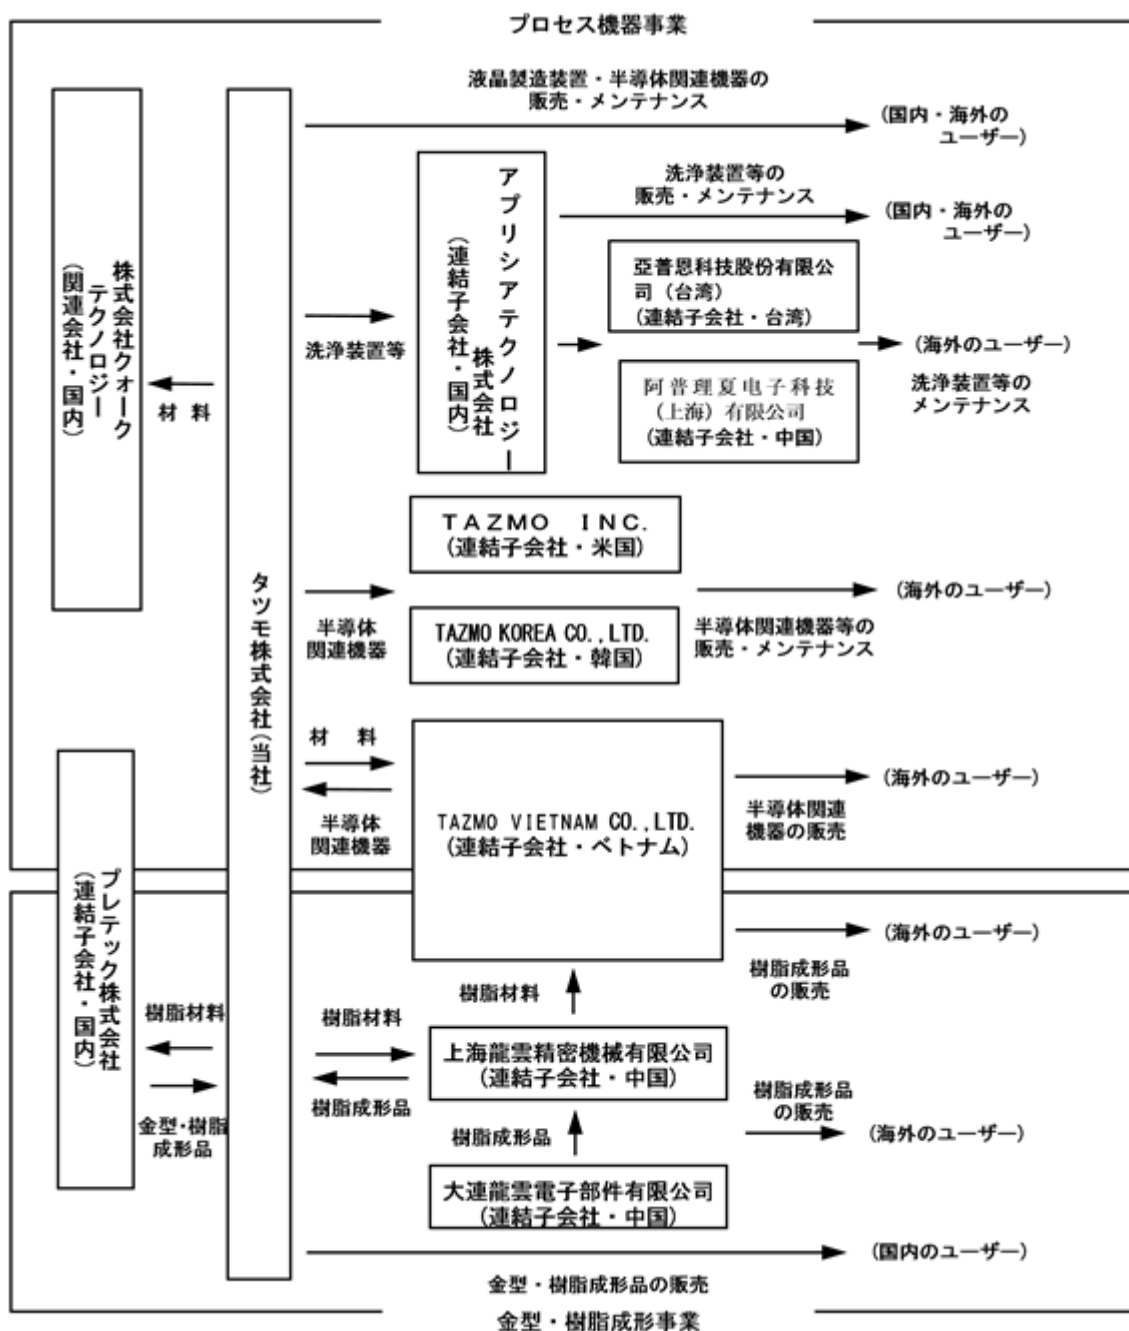 プロセス機器事業
液晶製造装置・半導体関連機器の
販売・メンテナンス
(国内・海外の
ユーザー)
株式会社クォーク
テクノロジー
(関連会社・国内)
材 料
タツモ株式会社(当社)
洗浄装置等
アプリシアテクノロジー
株式会社
(連結子会社・国内)
洗浄装置等の
販売・メンテナンス
(国内・海外の
ユーザー)
亞普恩科技股份有限公
司(台湾)
(連結子会社・台湾)
阿普理夏电子科技
(上海)有限公司
(連結子会社・中国)
(海外のユーザー)
洗浄装置等の
メンテナンス
半導体
関連機器
TAZMO INC.
(連結子会社・米国)
TAZMO KOREA CO.,LTD.
(連結子会社・韓国)
(海外のユーザー)
半導体関連機器等の
販売・メンテナンス
材 料
半導体
関連機器
TAZMO VIETNAM CO.,LTD.
(連結子会社・ベトナム)
(海外のユーザー)
半導体関連
機器の販売
(海外のユーザー)
樹脂成形品
の販売
プレテック株式会社
(連結子会社・国内)
樹脂材料
金型・樹脂
成形品
樹脂材料
樹脂材料
樹脂成形品
上海龍雲精密機械有限公司
(連結子会社・中国)
樹脂成形品
樹脂成形品
の販売
(海外のユーザー)
大連龍雲電子部件有限公司
(連結子会社・中国)
(国内のユーザー)
金型・樹脂成形品の販売
金型・樹脂成形事業